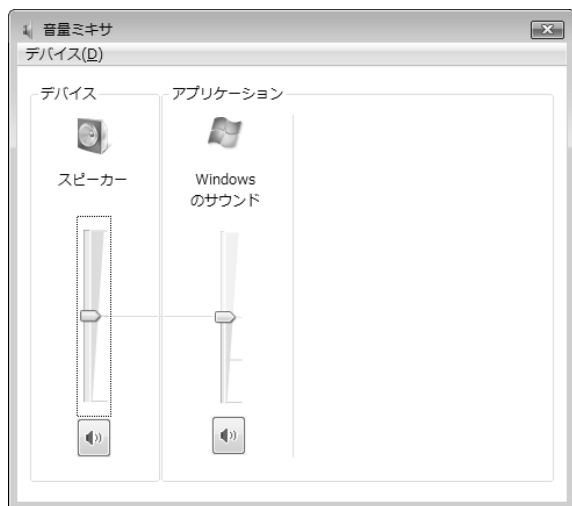 音量ミキサ
デバイス(D)
デバイス
アプリケーション
スピーカー
Windows
のサウンド